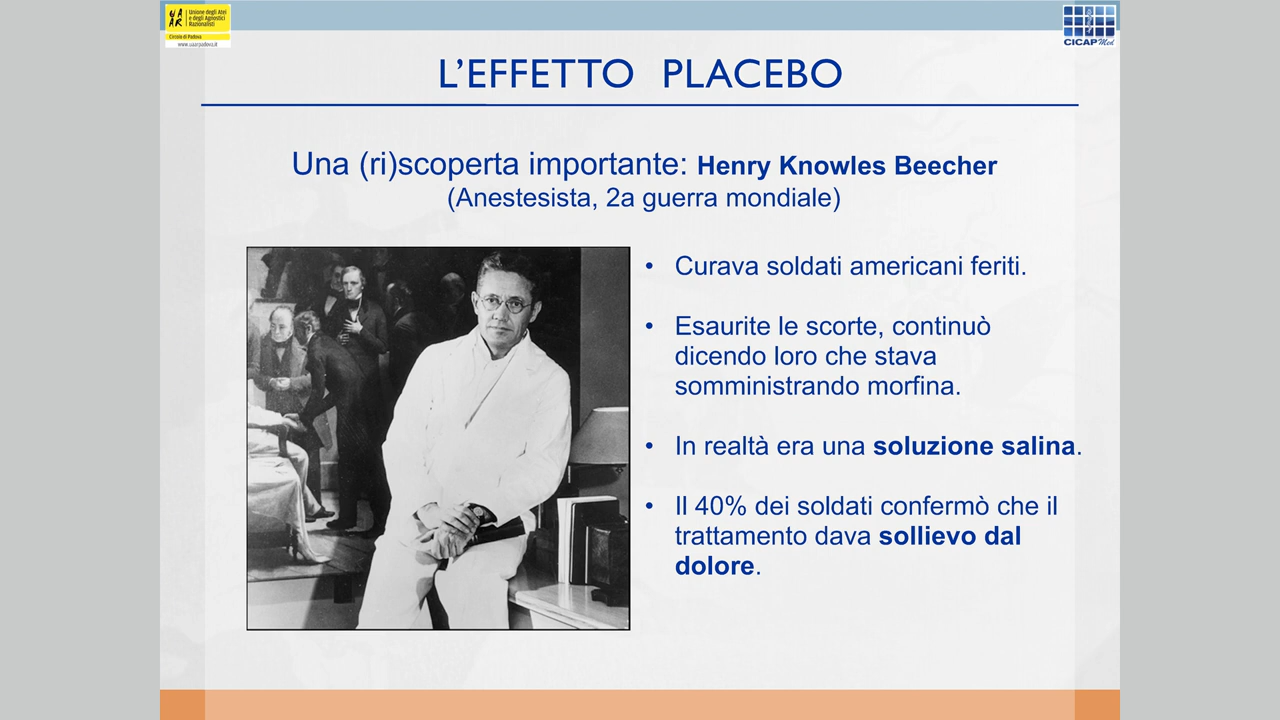 UAAR
Unione degli Atei
e degli Agnostici
Razionalisti
Circolo di Padova
www.uaarpadova.it
CICAP Med
L'EFFETTO PLACEBO
Una (ri)scoperta importante: Henry Knowles Beecher
(Anestesista, 2a guerra mondiale)
• Curava soldati americani feriti.
• Esaurite le scorte, continuò
dicendo loro che stava
somministrando morfina.
• In realtà era una soluzione salina.
• Il 40% dei soldati confermò che il
trattamento dava sollievo dal
dolore.